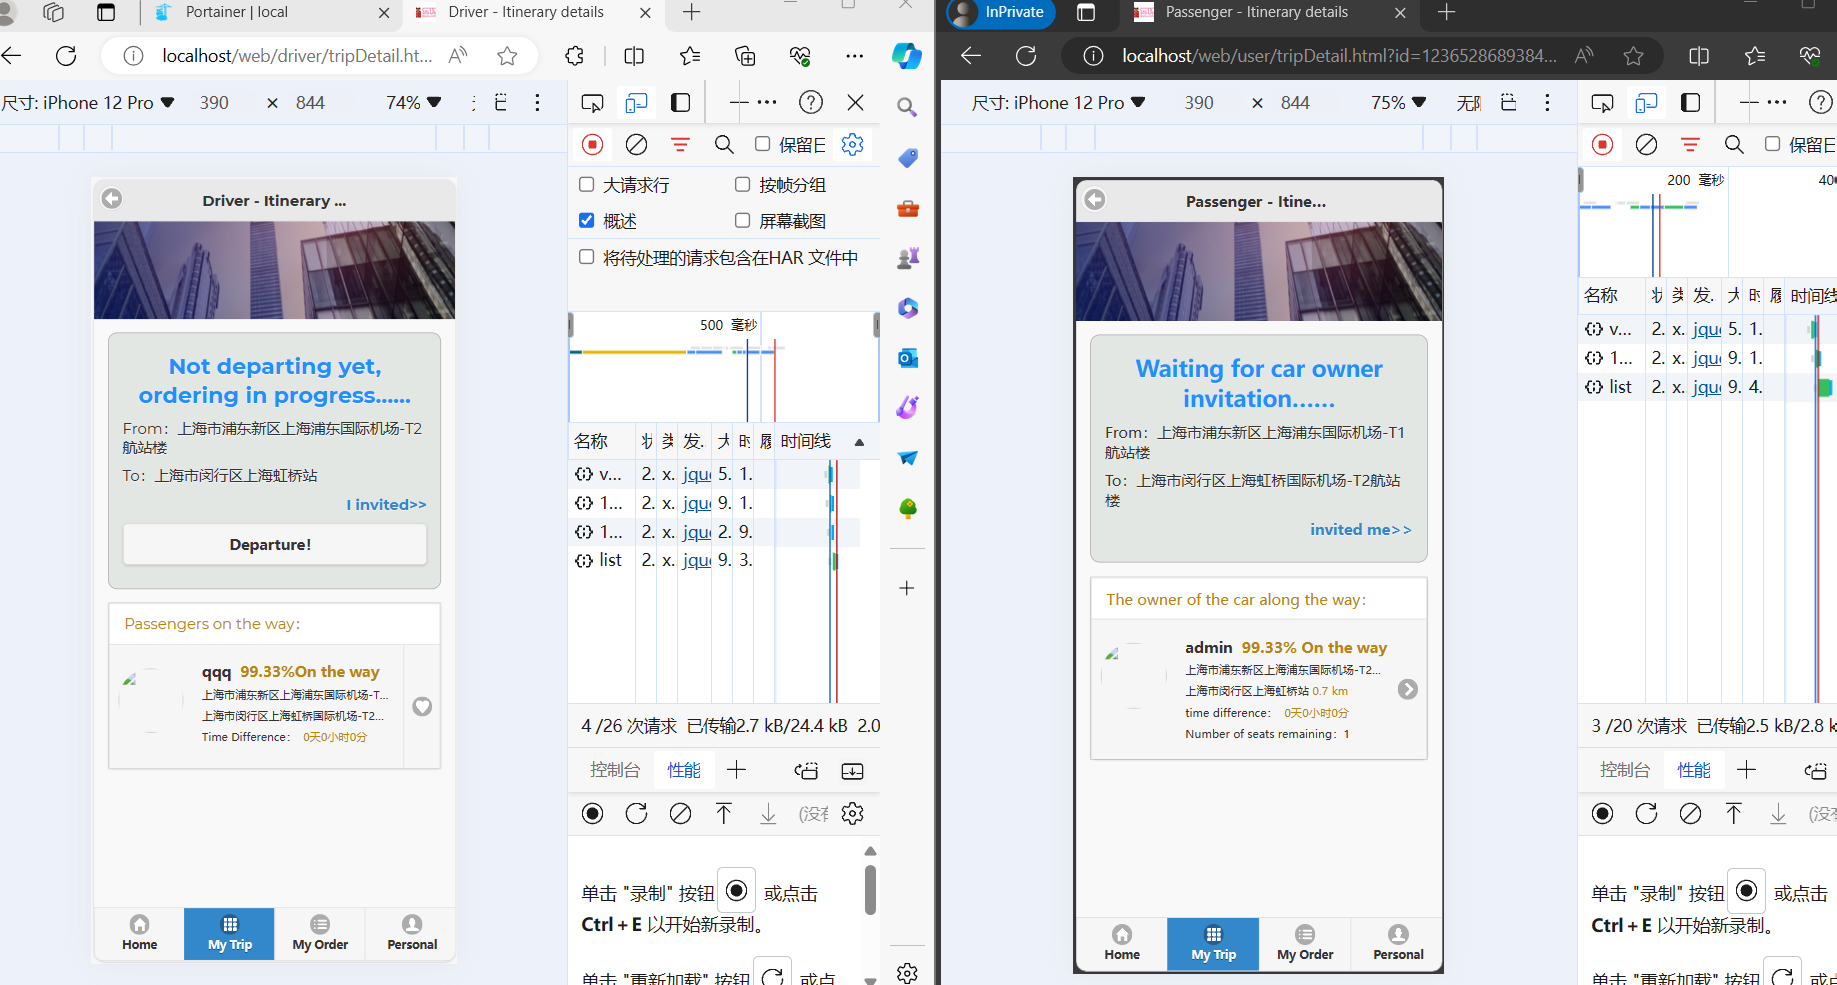 Portainer | local
Driver - Itinerary details
localhost/web/driver/tripDetail.ht...
尺寸: iPhone 12 Pro
390 × 844
74%
保留日
大请求行
按帧分组
概述
屏幕截图
将待处理的请求包含在HAR 文件中
500 毫秒
名称 状 类 发. 大 时 履 时间线
v... 2. x. jque 5. 1.
1... 2. x. jque 9. 1.
1... 2. x. jque 2. 9.
list 2. x. jque 9. 3.
4 /26 次请求 已传输2.7 kB/24.4 kB 2.0
控制台 性能
(没有
单击 "录制" 按钮 或点击
Ctrl + E 以开始新录制。
单击 "重新加载" 按钮 或点
Driver - Itinerary ...
Not departing yet,
ordering in progress......
From：上海市浦东新区上海浦东国际机场-T2
航站楼
To：上海市闵行区上海虹桥站
I invited>>
Departure!
Passengers on the way：
qqq 99.33%On the way
上海市浦东新区上海浦东国际机场-T...
上海市闵行区上海虹桥国际机场-T2...
Time Difference： 0天0小时0分
Home My Trip My Order Personal
InPrivate
Passenger - Itinerary details
localhost/web/user/tripDetail.html?id=1236528689384...
尺寸: iPhone 12 Pro
390 × 844
75%
无限
保留日
200 毫秒
40
名称 状 类 发. 大 时 履 时间线
v... 2. x. jque 5. 1.
1... 2. x. jque 9. 1.
list 2. x. jque 9. 4.
3 /20 次请求 已传输2.5 kB/2.8 k
控制台 性能
(没有
单击 "录制" 按钮 或点击
Ctrl + E 以开始新录制。
单击 "重新加载" 按钮 或点
Passenger - Itine...
Waiting for car owner
invitation......
From：上海市浦东新区上海浦东国际机场-T1
航站楼
To：上海市闵行区上海虹桥国际机场-T2航站
楼
invited me>>
The owner of the car along the way：
admin 99.33% On the way
上海市浦东新区上海浦东国际机场-T2...
上海市闵行区上海虹桥站 0.7 km
time difference： 0天0小时0分
Number of seats remaining：1
Home My Trip My Order Personal